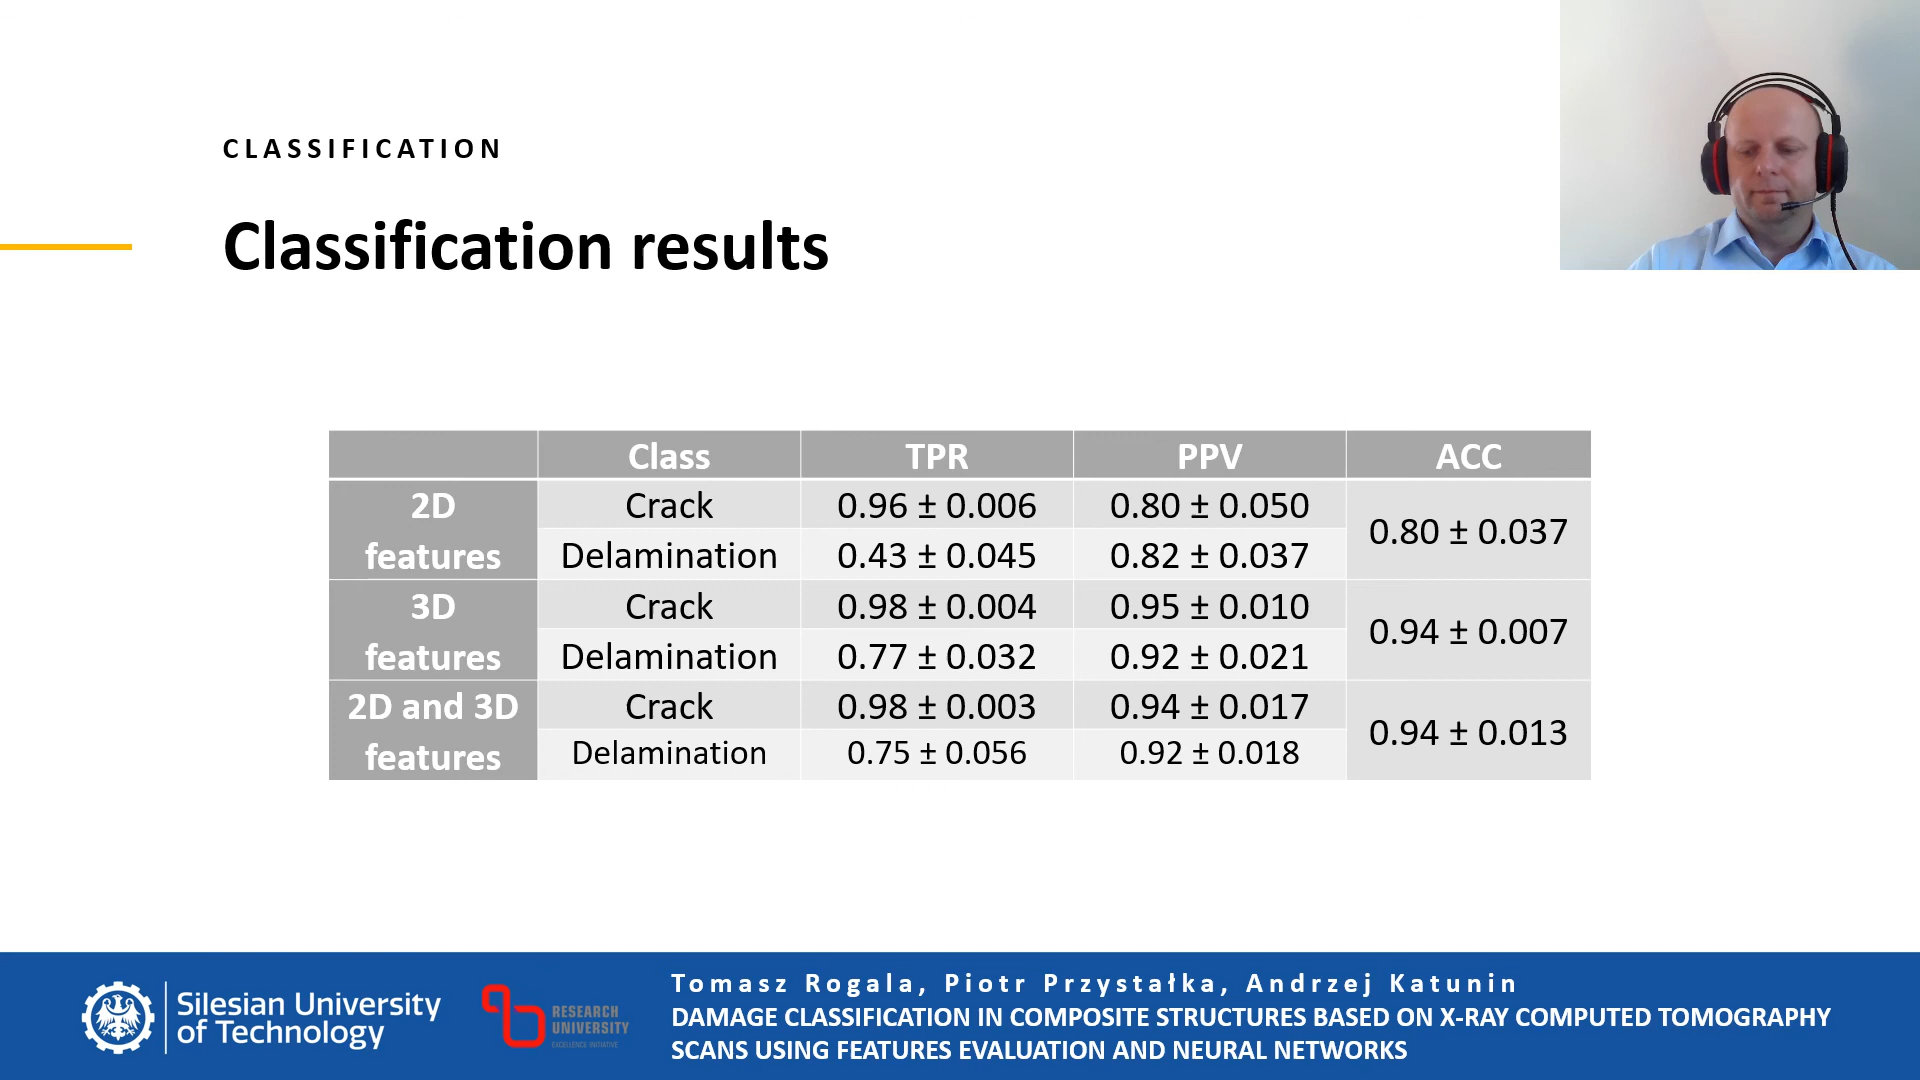 CLASSIFICATION
Classification results
Class TPR PPV ACC
2D features Crack 0.96 ± 0.006 0.80 ± 0.050 0.80 ± 0.037
Delamination 0.43 ± 0.045 0.82 ± 0.037
3D features Crack 0.98 ± 0.004 0.95 ± 0.010 0.94 ± 0.007
Delamination 0.77 ± 0.032 0.92 ± 0.021
2D and 3D features Crack 0.98 ± 0.003 0.94 ± 0.017 0.94 ± 0.013
Delamination 0.75 ± 0.056 0.92 ± 0.018
Silesian University
of Technology
RESEARCH
UNIVERSITY
EXCELLENCE INITIATIVE
Tomasz Rogala, Piotr Przystałka, Andrzej Katunin
DAMAGE CLASSIFICATION IN COMPOSITE STRUCTURES BASED ON X-RAY COMPUTED TOMOGRAPHY
SCANS USING FEATURES EVALUATION AND NEURAL NETWORKS